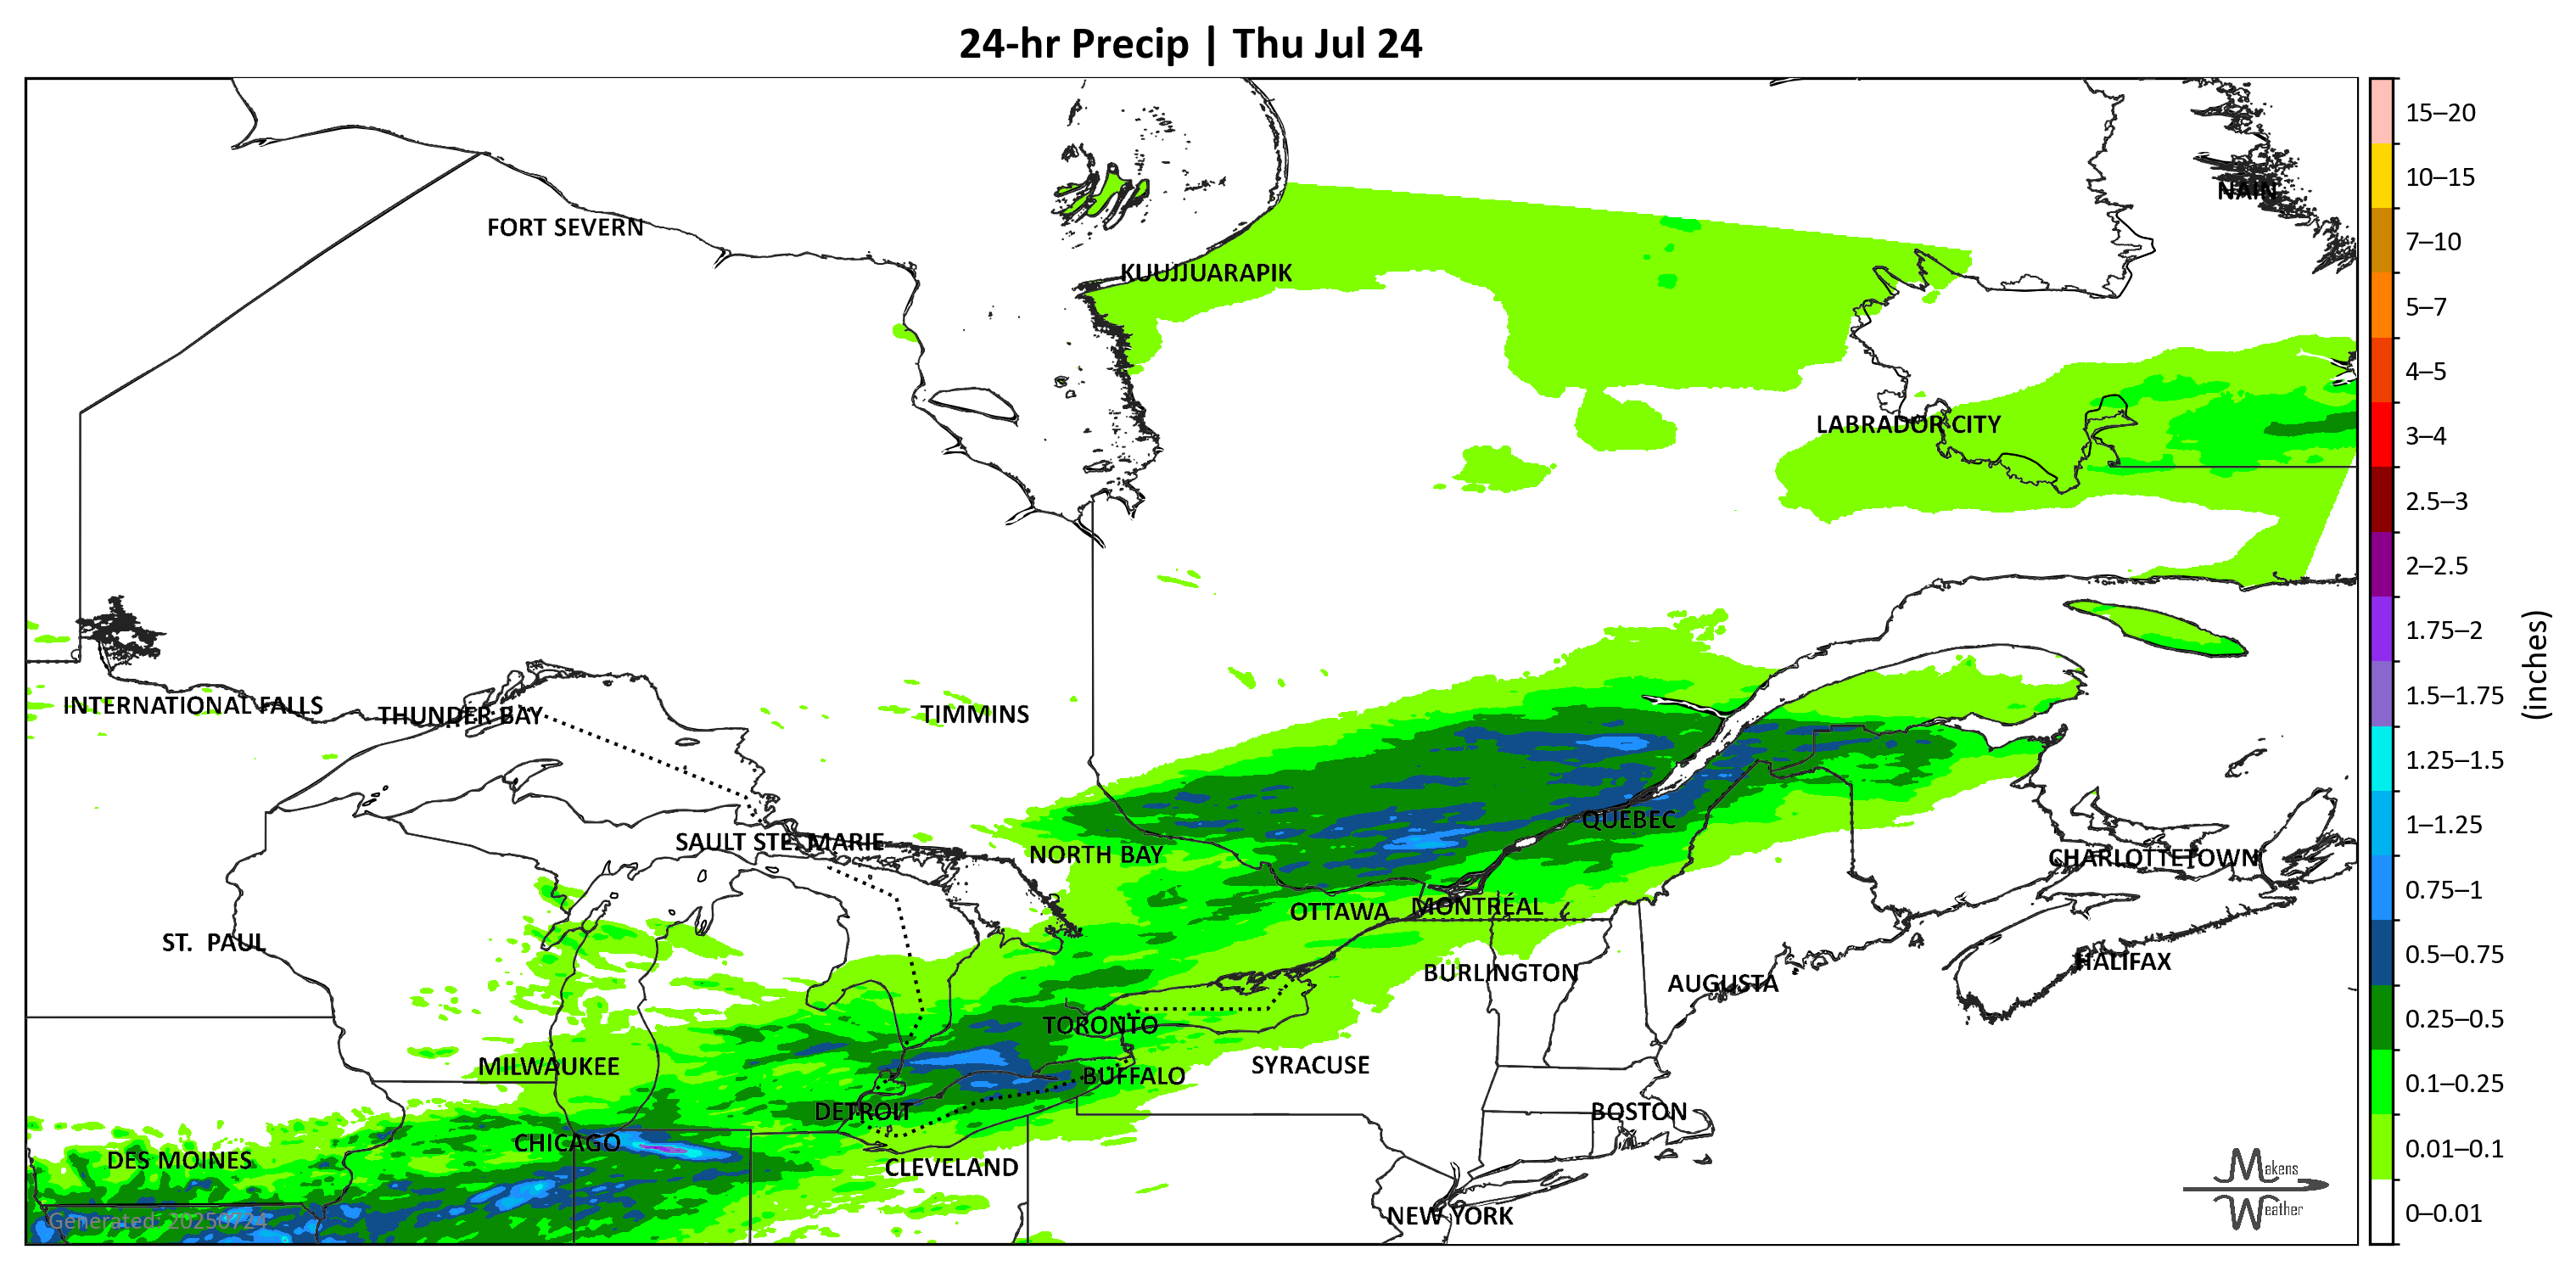 24-hr Precip | Thu Jul 24
NAIN
FORT SEVERN
KUUJJUARAPIK
LABRADOR CITY
INTERNATIONAL FALLS
THUNDER BAY
TIMMINS
SAULT STE. MARIE
NORTH BAY
QUEBEC
CHARLOTTETOWN
OTTAWA
MONTRÉAL
ST. PAUL
HALIFAX
BURLINGTON
AUGUSTA
TORONTO
MILWAUKEE
SYRACUSE
BUFFALO
DETROIT
BOSTON
CHICAGO
DES MOINES
CLEVELAND
NEW YORK
Generated: 20250724
Makens
Weather
15–20
10–15
7–10
5–7
4–5
3–4
2.5–3
2–2.5
1.75–2
1.5–1.75
1.25–1.5
1–1.25
0.75–1
0.5–0.75
0.25–0.5
0.1–0.25
0.01–0.1
0–0.01
(inches)